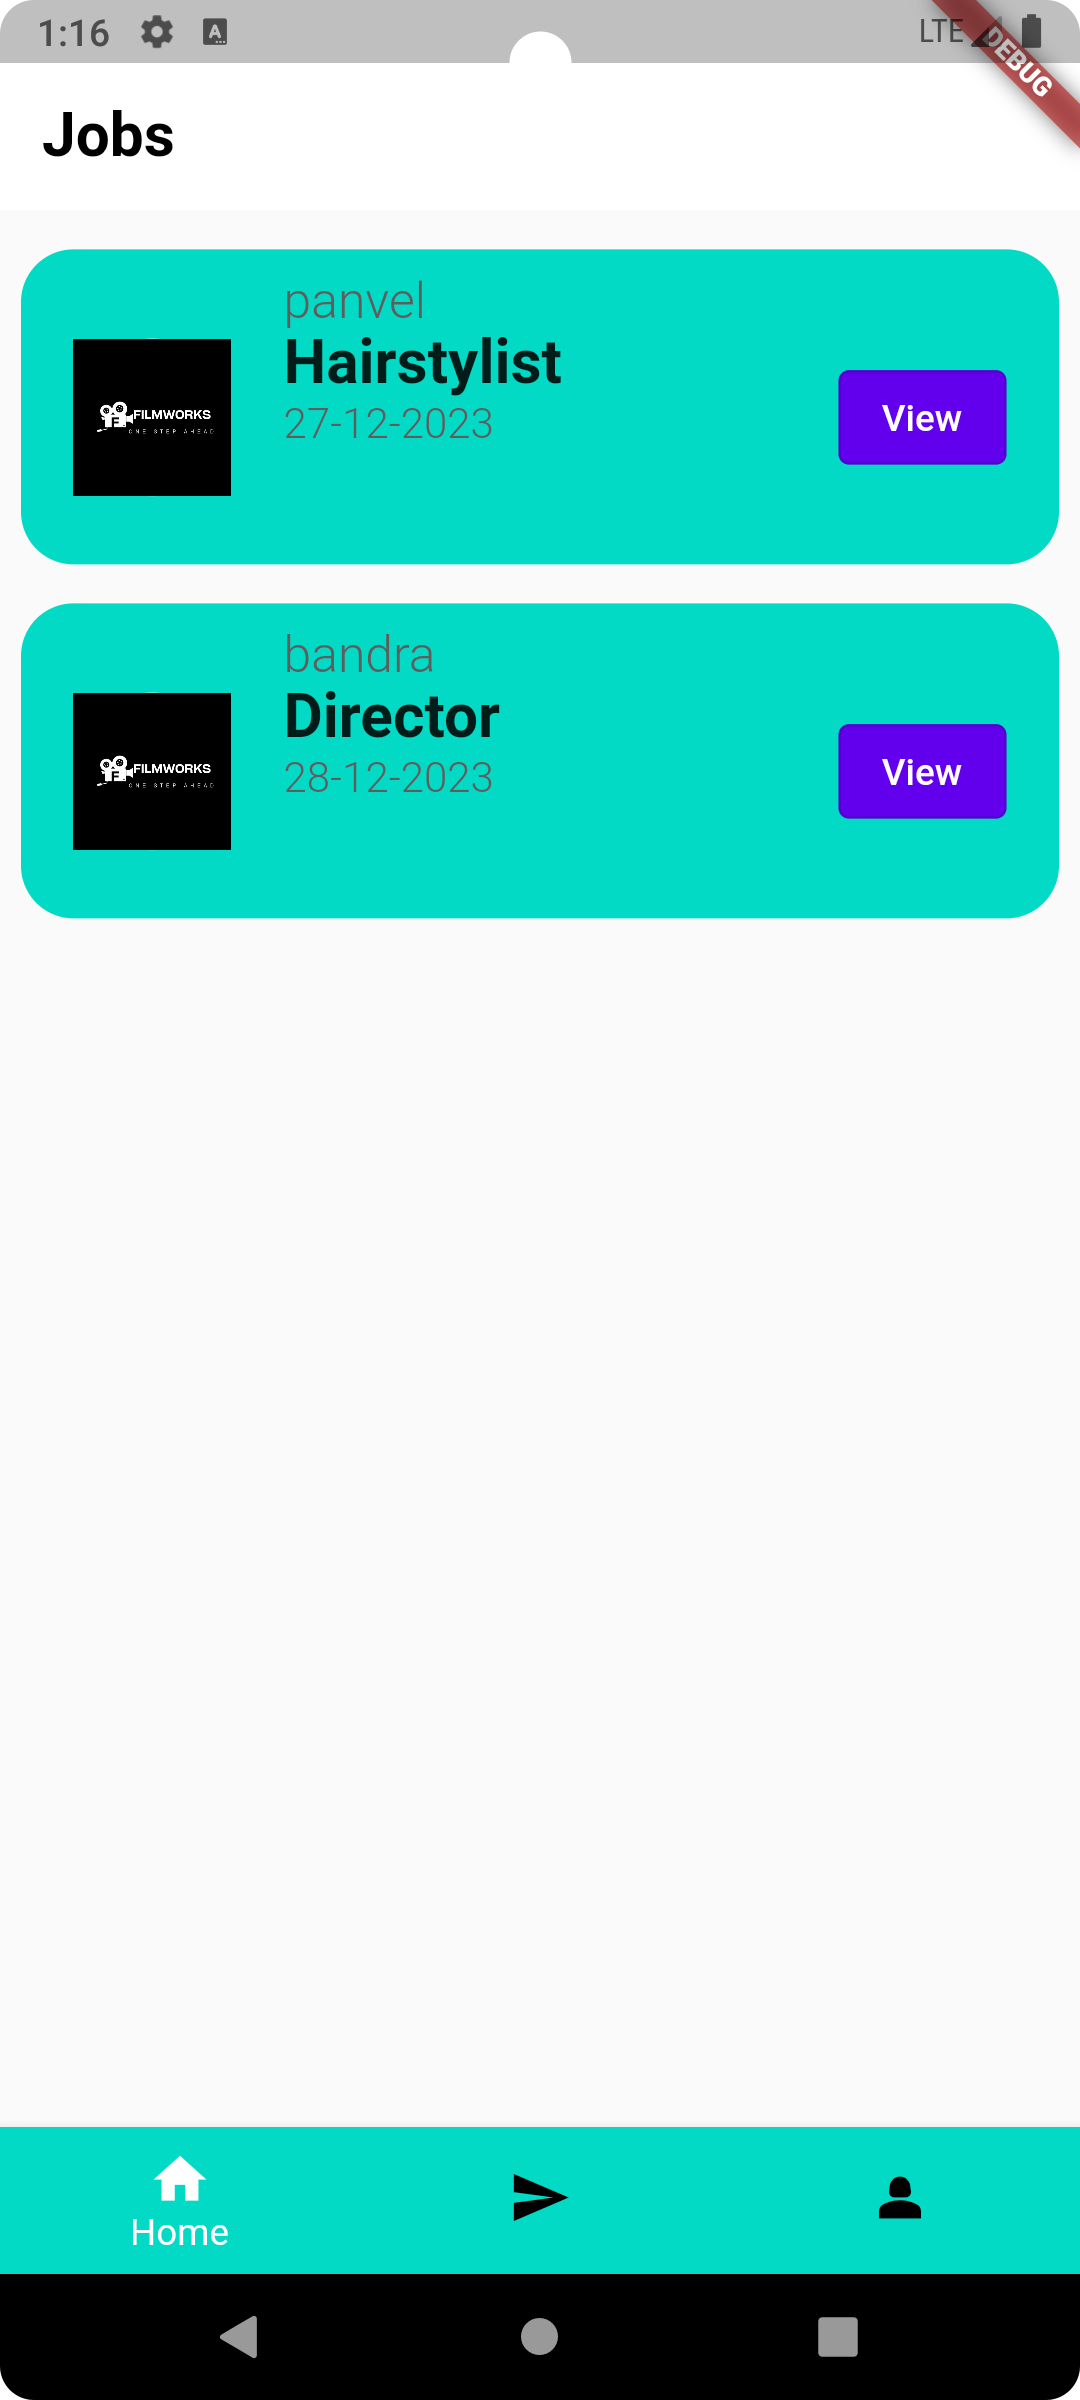 1:16
LTE
DEBUG
Jobs
panvel
Hairstylist
27-12-2023
FILMWORKS
ONE STEP AHEAD
View
bandra
Director
28-12-2023
FILMWORKS
ONE STEP AHEAD
View
Home